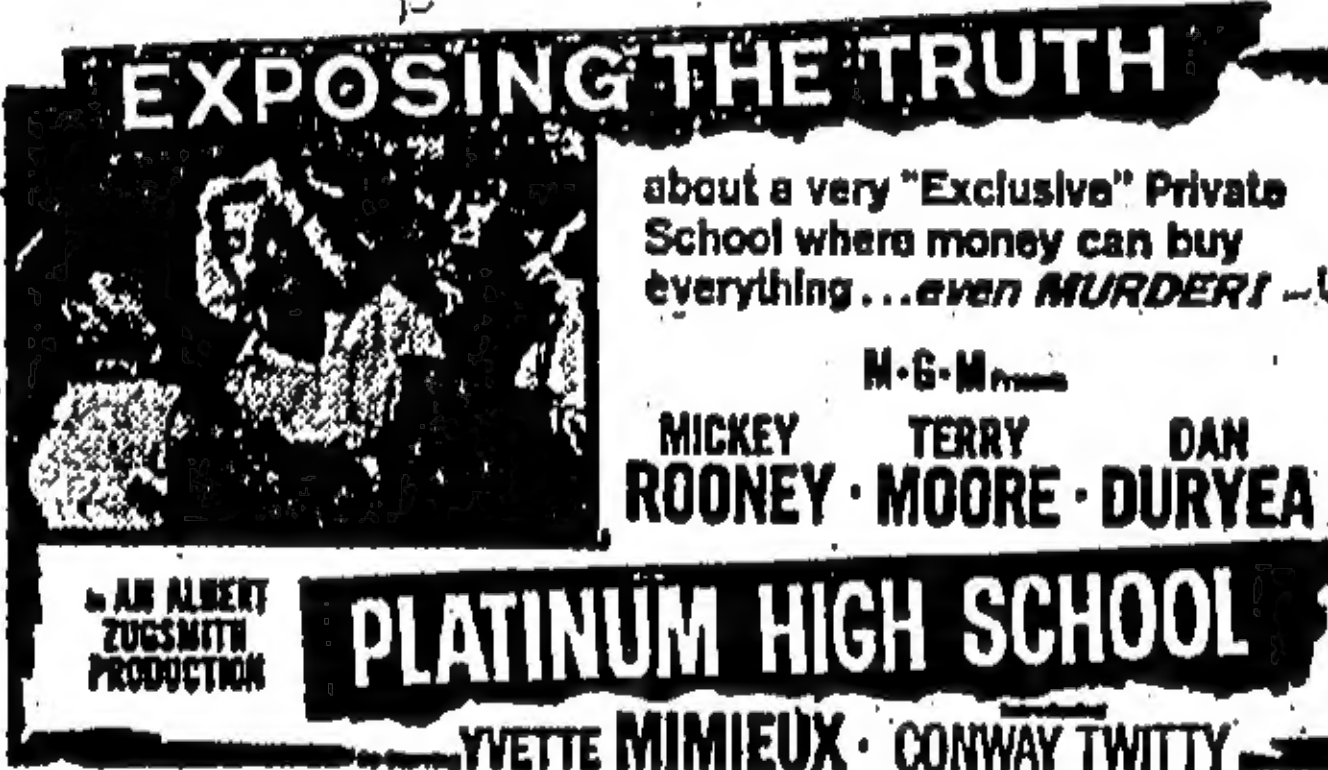 EXPOSING THE TRUTH
about a very "Exclusive" Private
School where money can buy
everything...even MURDER!
M-G-M
MICKEY TERRY DAN
ROONEY · MOORE · DURYEA
AN ALBERT
ZUGSMITH
PRODUCTION
PLATINUM HIGH SCHOOL
YVETTE MIMIEUX · CONWAY TWITTY